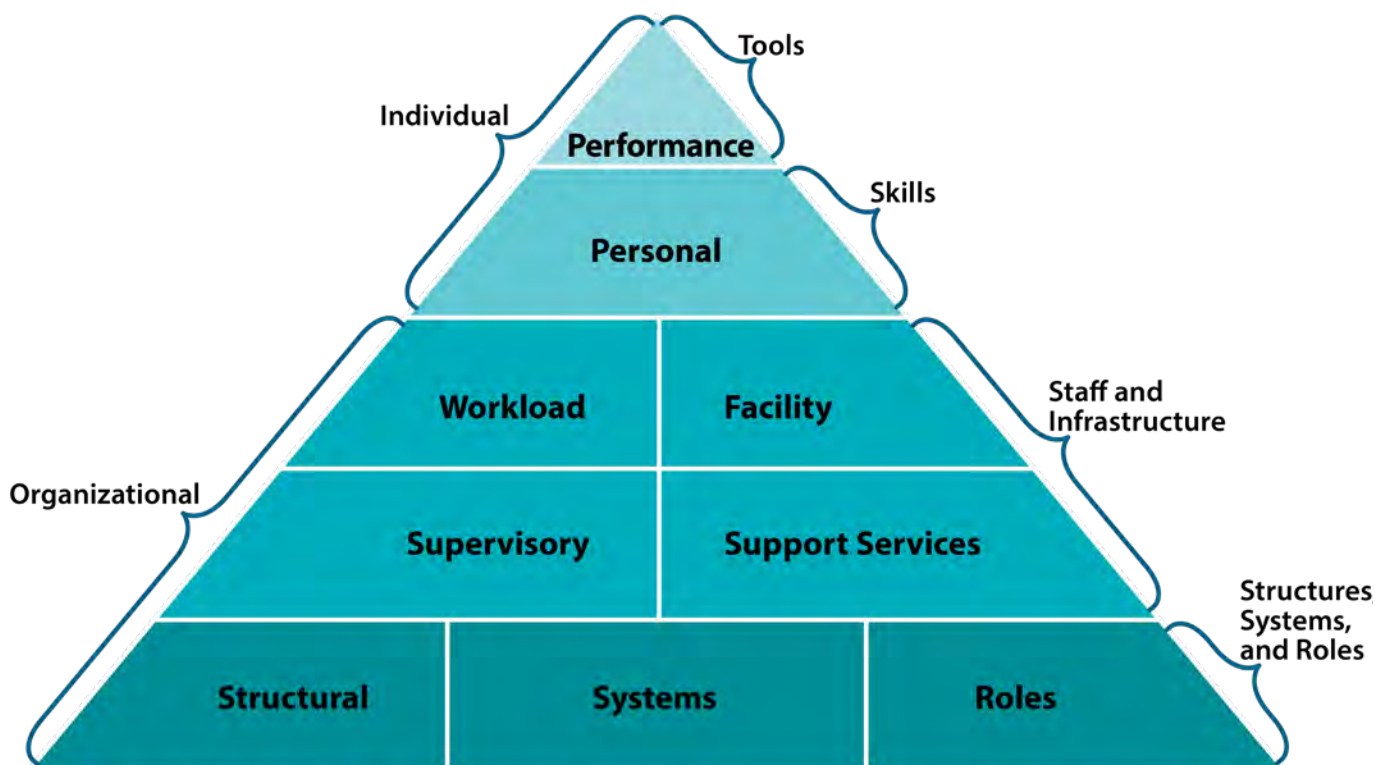 Tools
Individual
Performance
Skills
Personal
Workload
Facility
Staff and
Infrastructure
Organizational
Supervisory
Support Services
Structures,
Systems,
and Roles
Structural
Systems
Roles